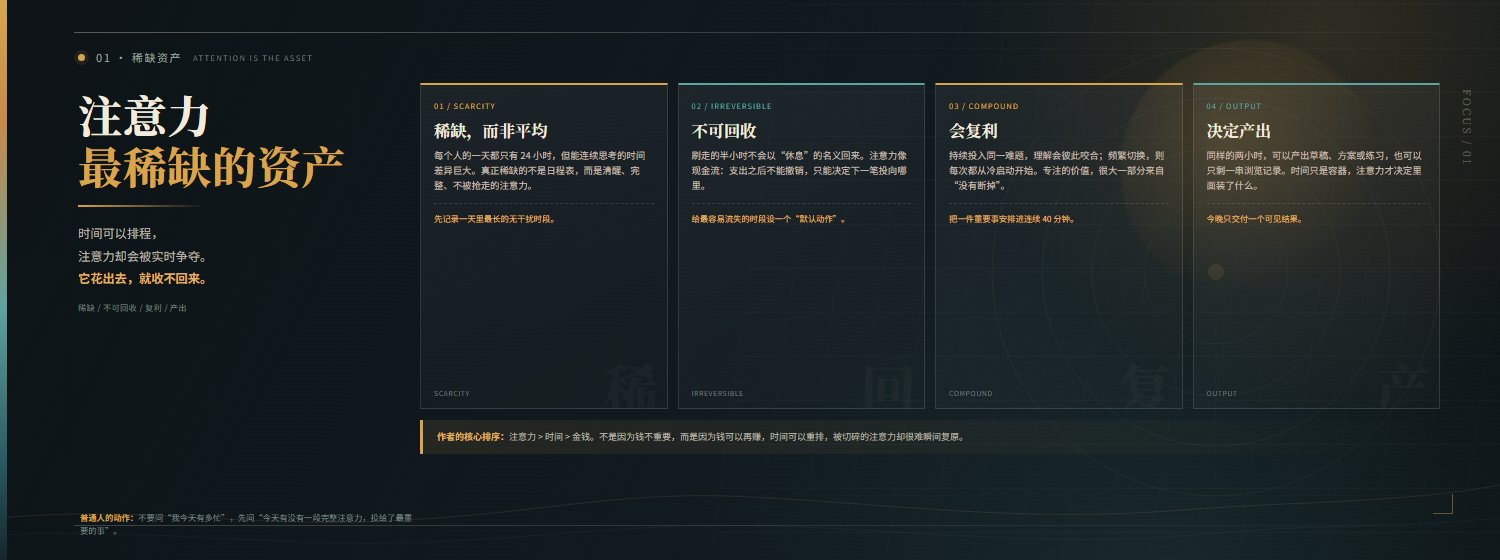 01 · 稀缺资产 ATTENTION IS THE ASSET
注意力
最稀缺的资产
时间可以排程，
注意力却会被实时争夺。
它花出去，就收不回来。
稀缺 / 不可回收 / 复利 / 产出
01 / SCARCITY
稀缺，而非平均
每个人的一天都只有 24 小时，但能连续思考的时间
差异巨大。真正稀缺的不是日程表，而是清醒、完
整、不被抢走的注意力。
先记录一天里最长的无干扰时段。
SCARCITY
稀
02 / IRREVERSIBLE
不可回收
刷走的半小时不会以“休息”的名义回来。注意力像
现金流：支出之后不能撤销，只能决定下一笔投向哪
里。
给最容易流失的时段设一个“默认动作”。
IRREVERSIBLE
回
03 / COMPOUND
会复利
持续投入同一难题，理解会彼此咬合；频繁切换，则
每次都从冷启动开始。专注的价值，很大一部分来自
“没有断掉”。
把一件重要事安排进连续 40 分钟。
COMPOUND
复
04 / OUTPUT
决定产出
同样的两小时，可以产出草稿、方案或练习，也可以
只剩一串浏览记录。时间只是容器，注意力才决定里
面装了什么。
今晚只交付一个可见结果。
OUTPUT
产
FOCUS / 01
作者的核心排序：注意力 > 时间 > 金钱。不是因为钱不重要，而是因为钱可以再赚，时间可以重排，被切碎的注意力却很难瞬间复原。
普通人的动作：不要问“我今天有多忙”，先问“今天有没有一段完整注意力，投给了最重
要的事”。